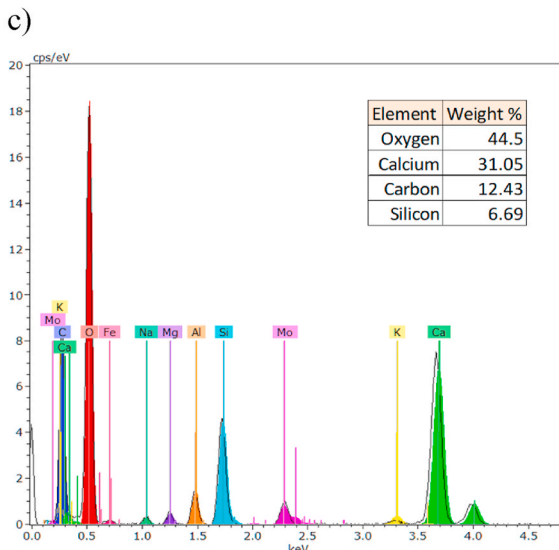 c)
cps/eV
20
18
16
14
12
10
8
6
4
2
0
Element Weight %
Oxygen 44.5
Calcium 31.05
Carbon 12.43
Silicon 6.69
K
Mo
C O Fe Na Mg Al Si Mo K Ca
Ca
0.0 0.5 1.0 1.5 2.0 2.5 3.0 3.5 4.0 4.5
keV